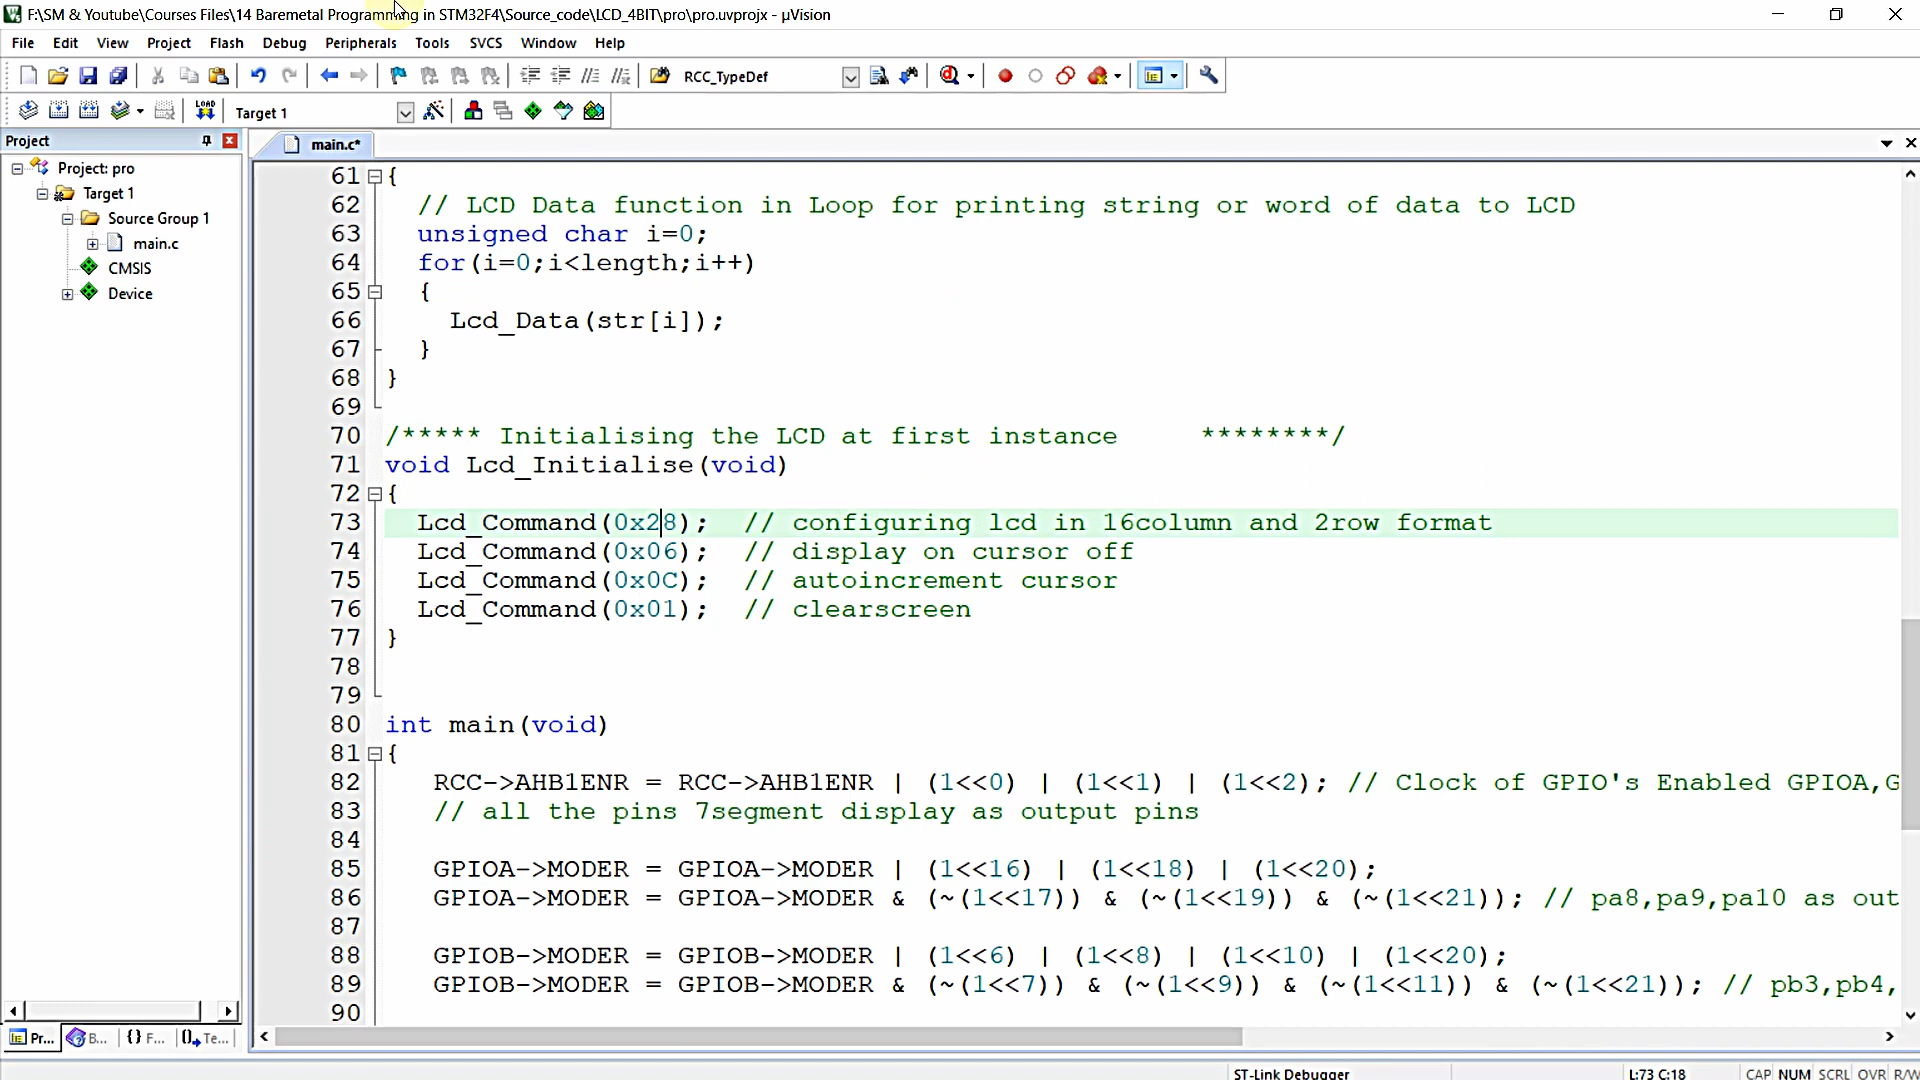 F:\SM & Youtube\Courses Files\14 Baremetal Programming in STM32F4\Source_code\LCD_4BIT\pro\pro.uvprojx - µVision
File Edit View Project Flash Debug Peripherals Tools SVCS Window Help
RCC_TypeDef
LOAD Target 1
Project main.c*
Project: pro
Target 1
Source Group 1
main.c
CMSIS
Device
61 {
62 // LCD Data function in Loop for printing string or word of data to LCD
63 unsigned char i=0;
64 for(i=0;i<length;i++)
65 {
66 Lcd_Data(str[i]);
67 }
68 }
69
70 /***** Initialising the LCD at first instance ********/
71 void Lcd_Initialise(void)
72 {
73 Lcd_Command(0x28); // configuring lcd in 16column and 2row format
74 Lcd_Command(0x06); // display on cursor off
75 Lcd_Command(0x0C); // autoincrement cursor
76 Lcd_Command(0x01); // clearscreen
77 }
78
79
80 int main(void)
81 {
82 RCC->AHB1ENR = RCC->AHB1ENR | (1<<0) | (1<<1) | (1<<2); // Clock of GPIO's Enabled GPIOA,G
83 // all the pins 7segment display as output pins
84
85 GPIOA->MODER = GPIOA->MODER | (1<<16) | (1<<18) | (1<<20);
86 GPIOA->MODER = GPIOA->MODER & (~(1<<17)) & (~(1<<19)) & (~(1<<21)); // pa8,pa9,pa10 as out
87
88 GPIOB->MODER = GPIOB->MODER | (1<<6) | (1<<8) | (1<<10) | (1<<20);
89 GPIOB->MODER = GPIOB->MODER & (~(1<<7)) & (~(1<<9)) & (~(1<<11)) & (~(1<<21)); // pb3,pb4,
90
Pr... B... {} F... Te...
ST-Link Debugger L:73 C:18 CAP NUM SCRL OVR R/W